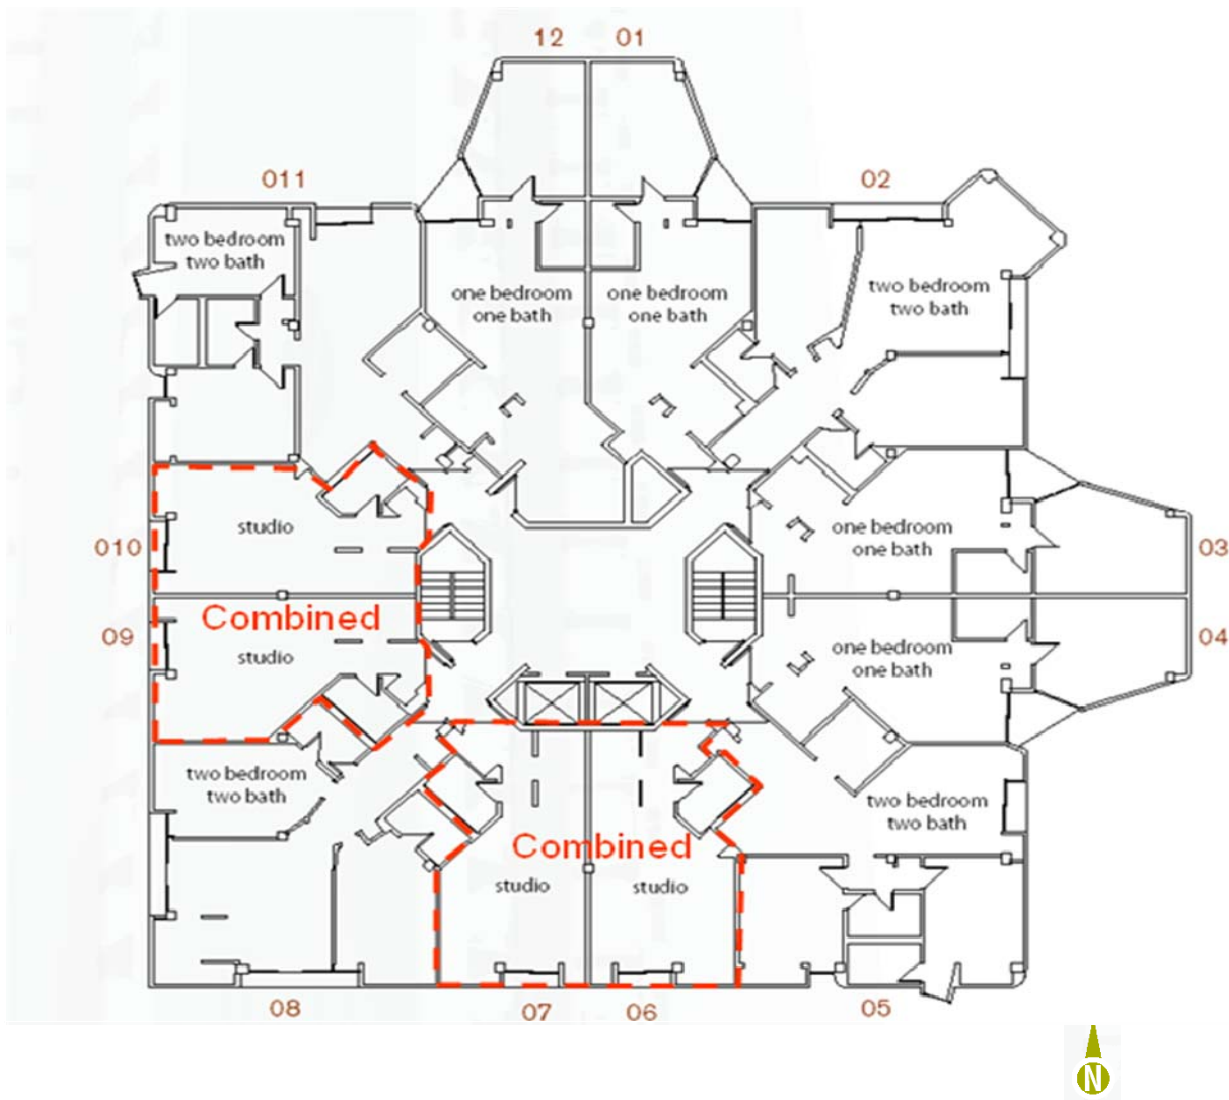 12 01
011
02
two bedroom
two bath
one bedroom
one bath
one bedroom
one bath
two bedroom
two bath
studio
one bedroom
one bath
010
03
Combined
09
04
studio
one bedroom
one bath
two bedroom
two bath
two bedroom
two bath
Combined
studio
studio
08
07
06
05
N